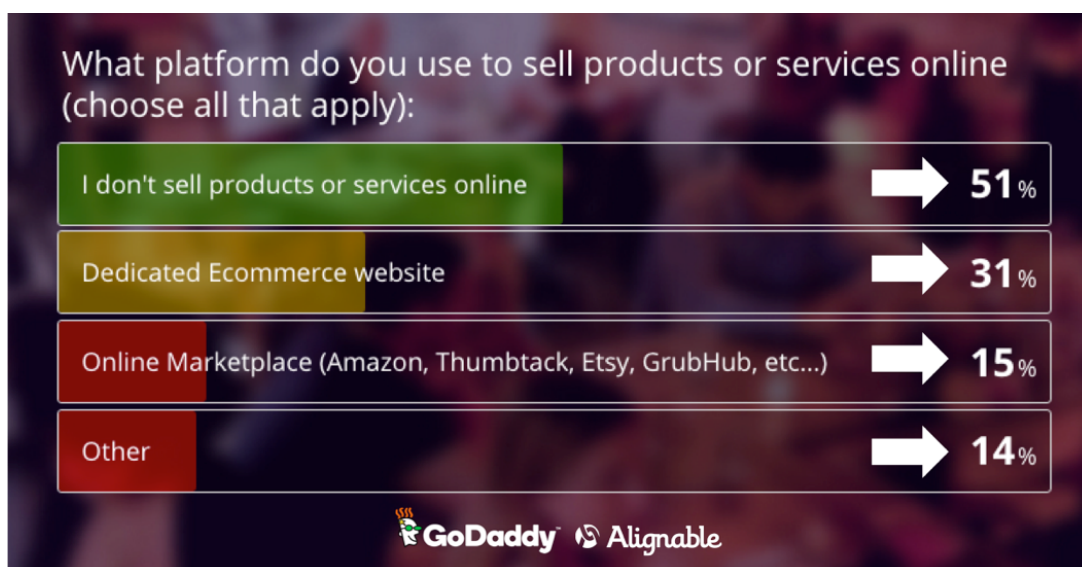 What platform do you use to sell products or services online
(choose all that apply):
I don't sell products or services online 51%
Dedicated Ecommerce website 31%
Online Marketplace (Amazon, Thumbtack, Etsy, GrubHub, etc...) 15%
Other 14%
GoDaddy™ Alignable